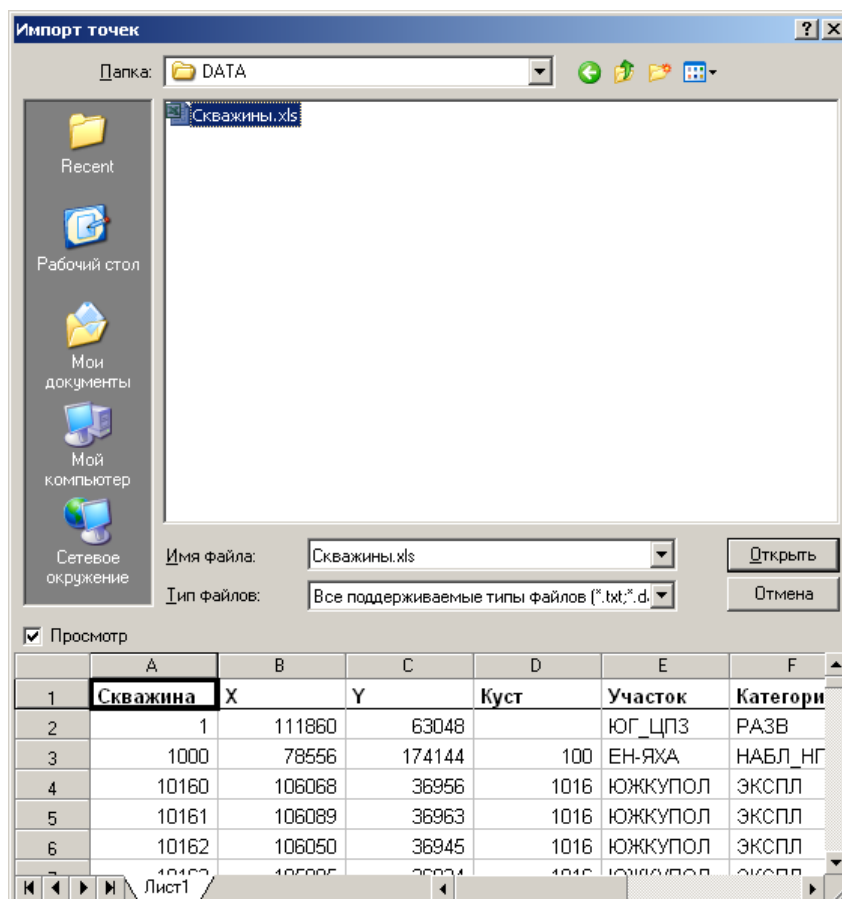 Импорт точек
Папка: DATA
Скважины.xls
Recent
Рабочий стол
Мои
документы
Мой
компьютер
Сетевое
окружение
Имя файла: Скважины.xls Открыть
Тип файлов: Все поддерживаемые типы файлов (*.txt;*.d Отмена
Просмотр
A B C D E F
1 Скважина X Y Куст Участок Категори
2 1 111860 63048 ЮГ_ЦПЗ РАЗВ
3 1000 78556 174144 100 ЕН-ЯХА НАБЛ_НГ
4 10160 106068 36956 1016 ЮЖКУПОЛ ЭКСПЛ
5 10161 106089 36963 1016 ЮЖКУПОЛ ЭКСПЛ
6 10162 106050 36945 1016 ЮЖКУПОЛ ЭКСПЛ
Лист1